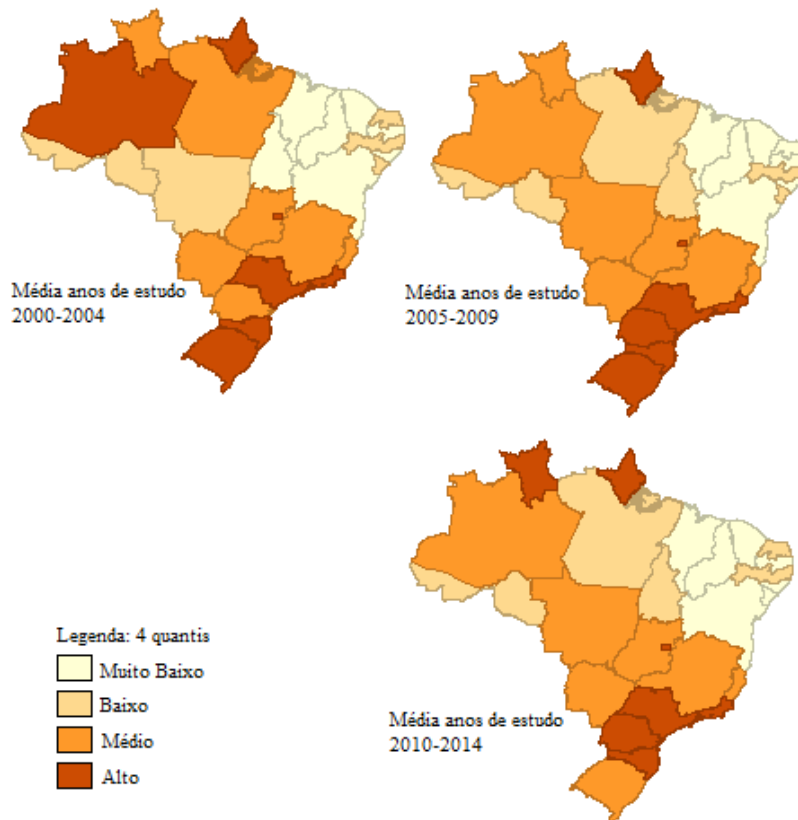 Média anos de estudo
2000-2004
Média anos de estudo
2005-2009
Legenda: 4 quantis
Muito Baixo
Baixo
Médio
Alto
Média anos de estudo
2010-2014